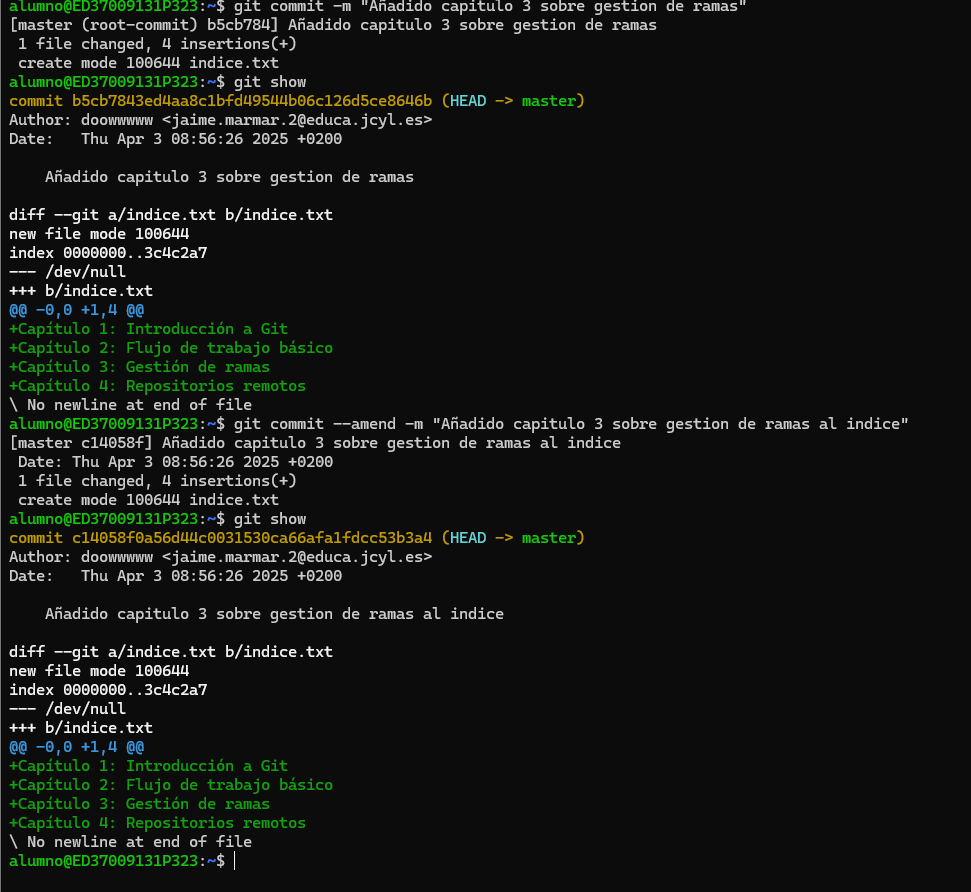 alumno@ED37009131P323:~$ git commit -m "Añadido capitulo 3 sobre gestion de ramas"
[master (root-commit) b5cb784] Añadido capitulo 3 sobre gestion de ramas
 1 file changed, 4 insertions(+)
 create mode 100644 indice.txt
alumno@ED37009131P323:~$ git show
commit b5cb7843ed4aa8c1bfd49544b06c126d5ce8646b (HEAD -> master)
Author: doowwwww <jaime.marmar.2@educa.jcyl.es>
Date:   Thu Apr 3 08:56:26 2025 +0200

    Añadido capitulo 3 sobre gestion de ramas

diff --git a/indice.txt b/indice.txt
new file mode 100644
index 0000000..3c4c2a7
--- /dev/null
+++ b/indice.txt
@@ -0,0 +1,4 @@
+Capítulo 1: Introducción a Git
+Capítulo 2: Flujo de trabajo básico
+Capítulo 3: Gestión de ramas
+Capítulo 4: Repositorios remotos
\ No newline at end of file
alumno@ED37009131P323:~$ git commit --amend -m "Añadido capitulo 3 sobre gestion de ramas al indice"
[master c14058f] Añadido capitulo 3 sobre gestion de ramas al indice
 Date: Thu Apr 3 08:56:26 2025 +0200
 1 file changed, 4 insertions(+)
 create mode 100644 indice.txt
alumno@ED37009131P323:~$ git show
commit c14058f0a56d44c0031530ca66afa1fdcc53b3a4 (HEAD -> master)
Author: doowwwww <jaime.marmar.2@educa.jcyl.es>
Date:   Thu Apr 3 08:56:26 2025 +0200

    Añadido capitulo 3 sobre gestion de ramas al indice

diff --git a/indice.txt b/indice.txt
new file mode 100644
index 0000000..3c4c2a7
--- /dev/null
+++ b/indice.txt
@@ -0,0 +1,4 @@
+Capítulo 1: Introducción a Git
+Capítulo 2: Flujo de trabajo básico
+Capítulo 3: Gestión de ramas
+Capítulo 4: Repositorios remotos
\ No newline at end of file
alumno@ED37009131P323:~$